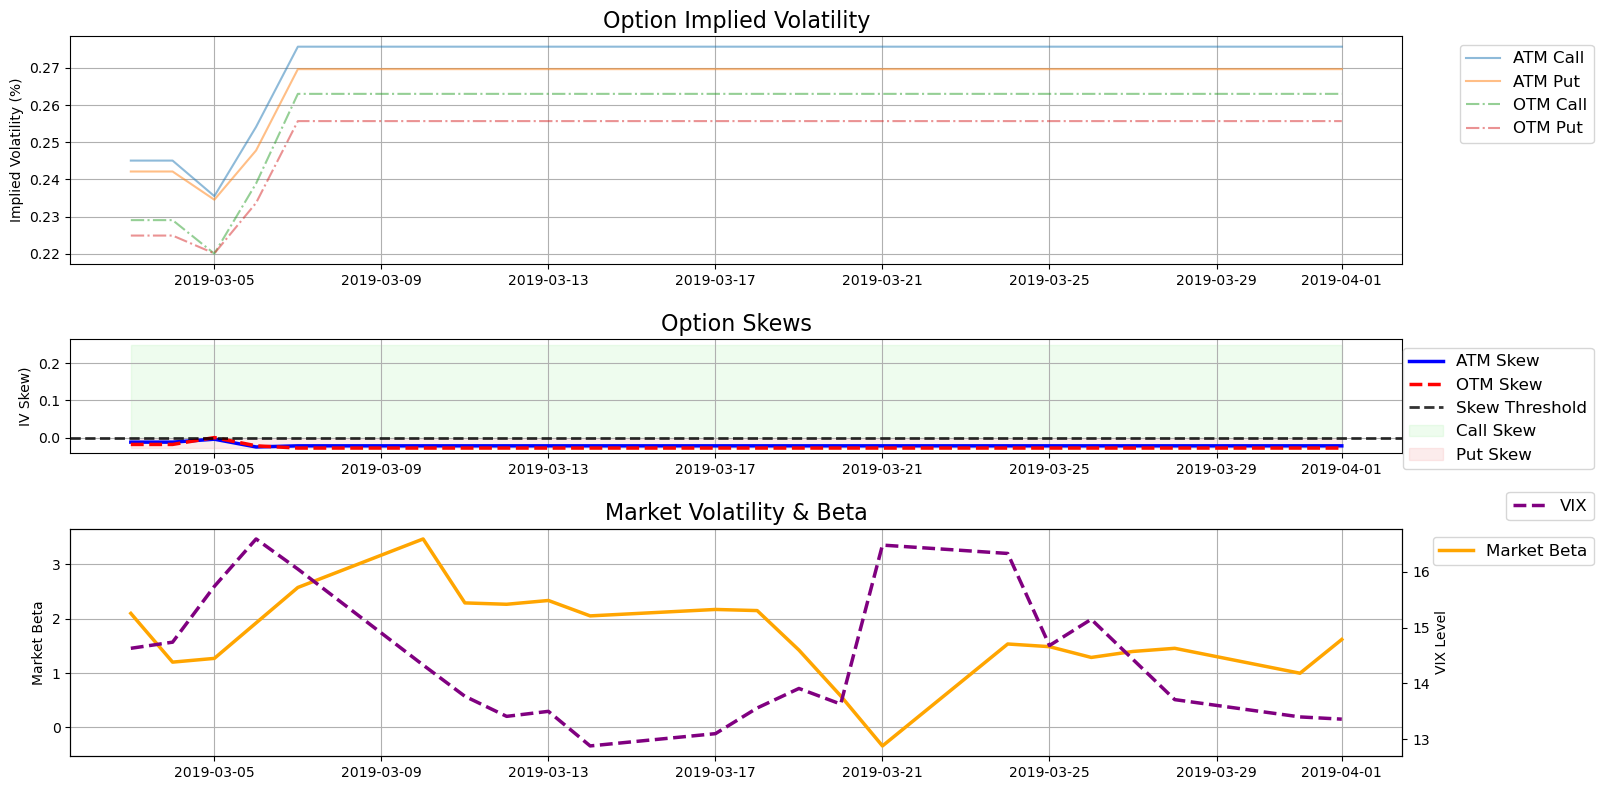 Option Implied Volatility
Implied Volatility (%)
0.27
0.26
0.25
0.24
0.23
0.22
2019-03-05 2019-03-09 2019-03-13 2019-03-17 2019-03-21 2019-03-25 2019-03-29 2019-04-01
ATM Call
ATM Put
OTM Call
OTM Put
Option Skews
IV Skew)
0.2
0.1
0.0
2019-03-05 2019-03-09 2019-03-13 2019-03-17 2019-03-21 2019-03-25 2019-03-29 2019-04-01
ATM Skew
OTM Skew
Skew Threshold
Call Skew
Put Skew
Market Volatility & Beta
Market Beta
3
2
1
0
2019-03-05 2019-03-09 2019-03-13 2019-03-17 2019-03-21 2019-03-25 2019-03-29 2019-04-01
16
15
14
13
VIX Level
VIX
Market Beta